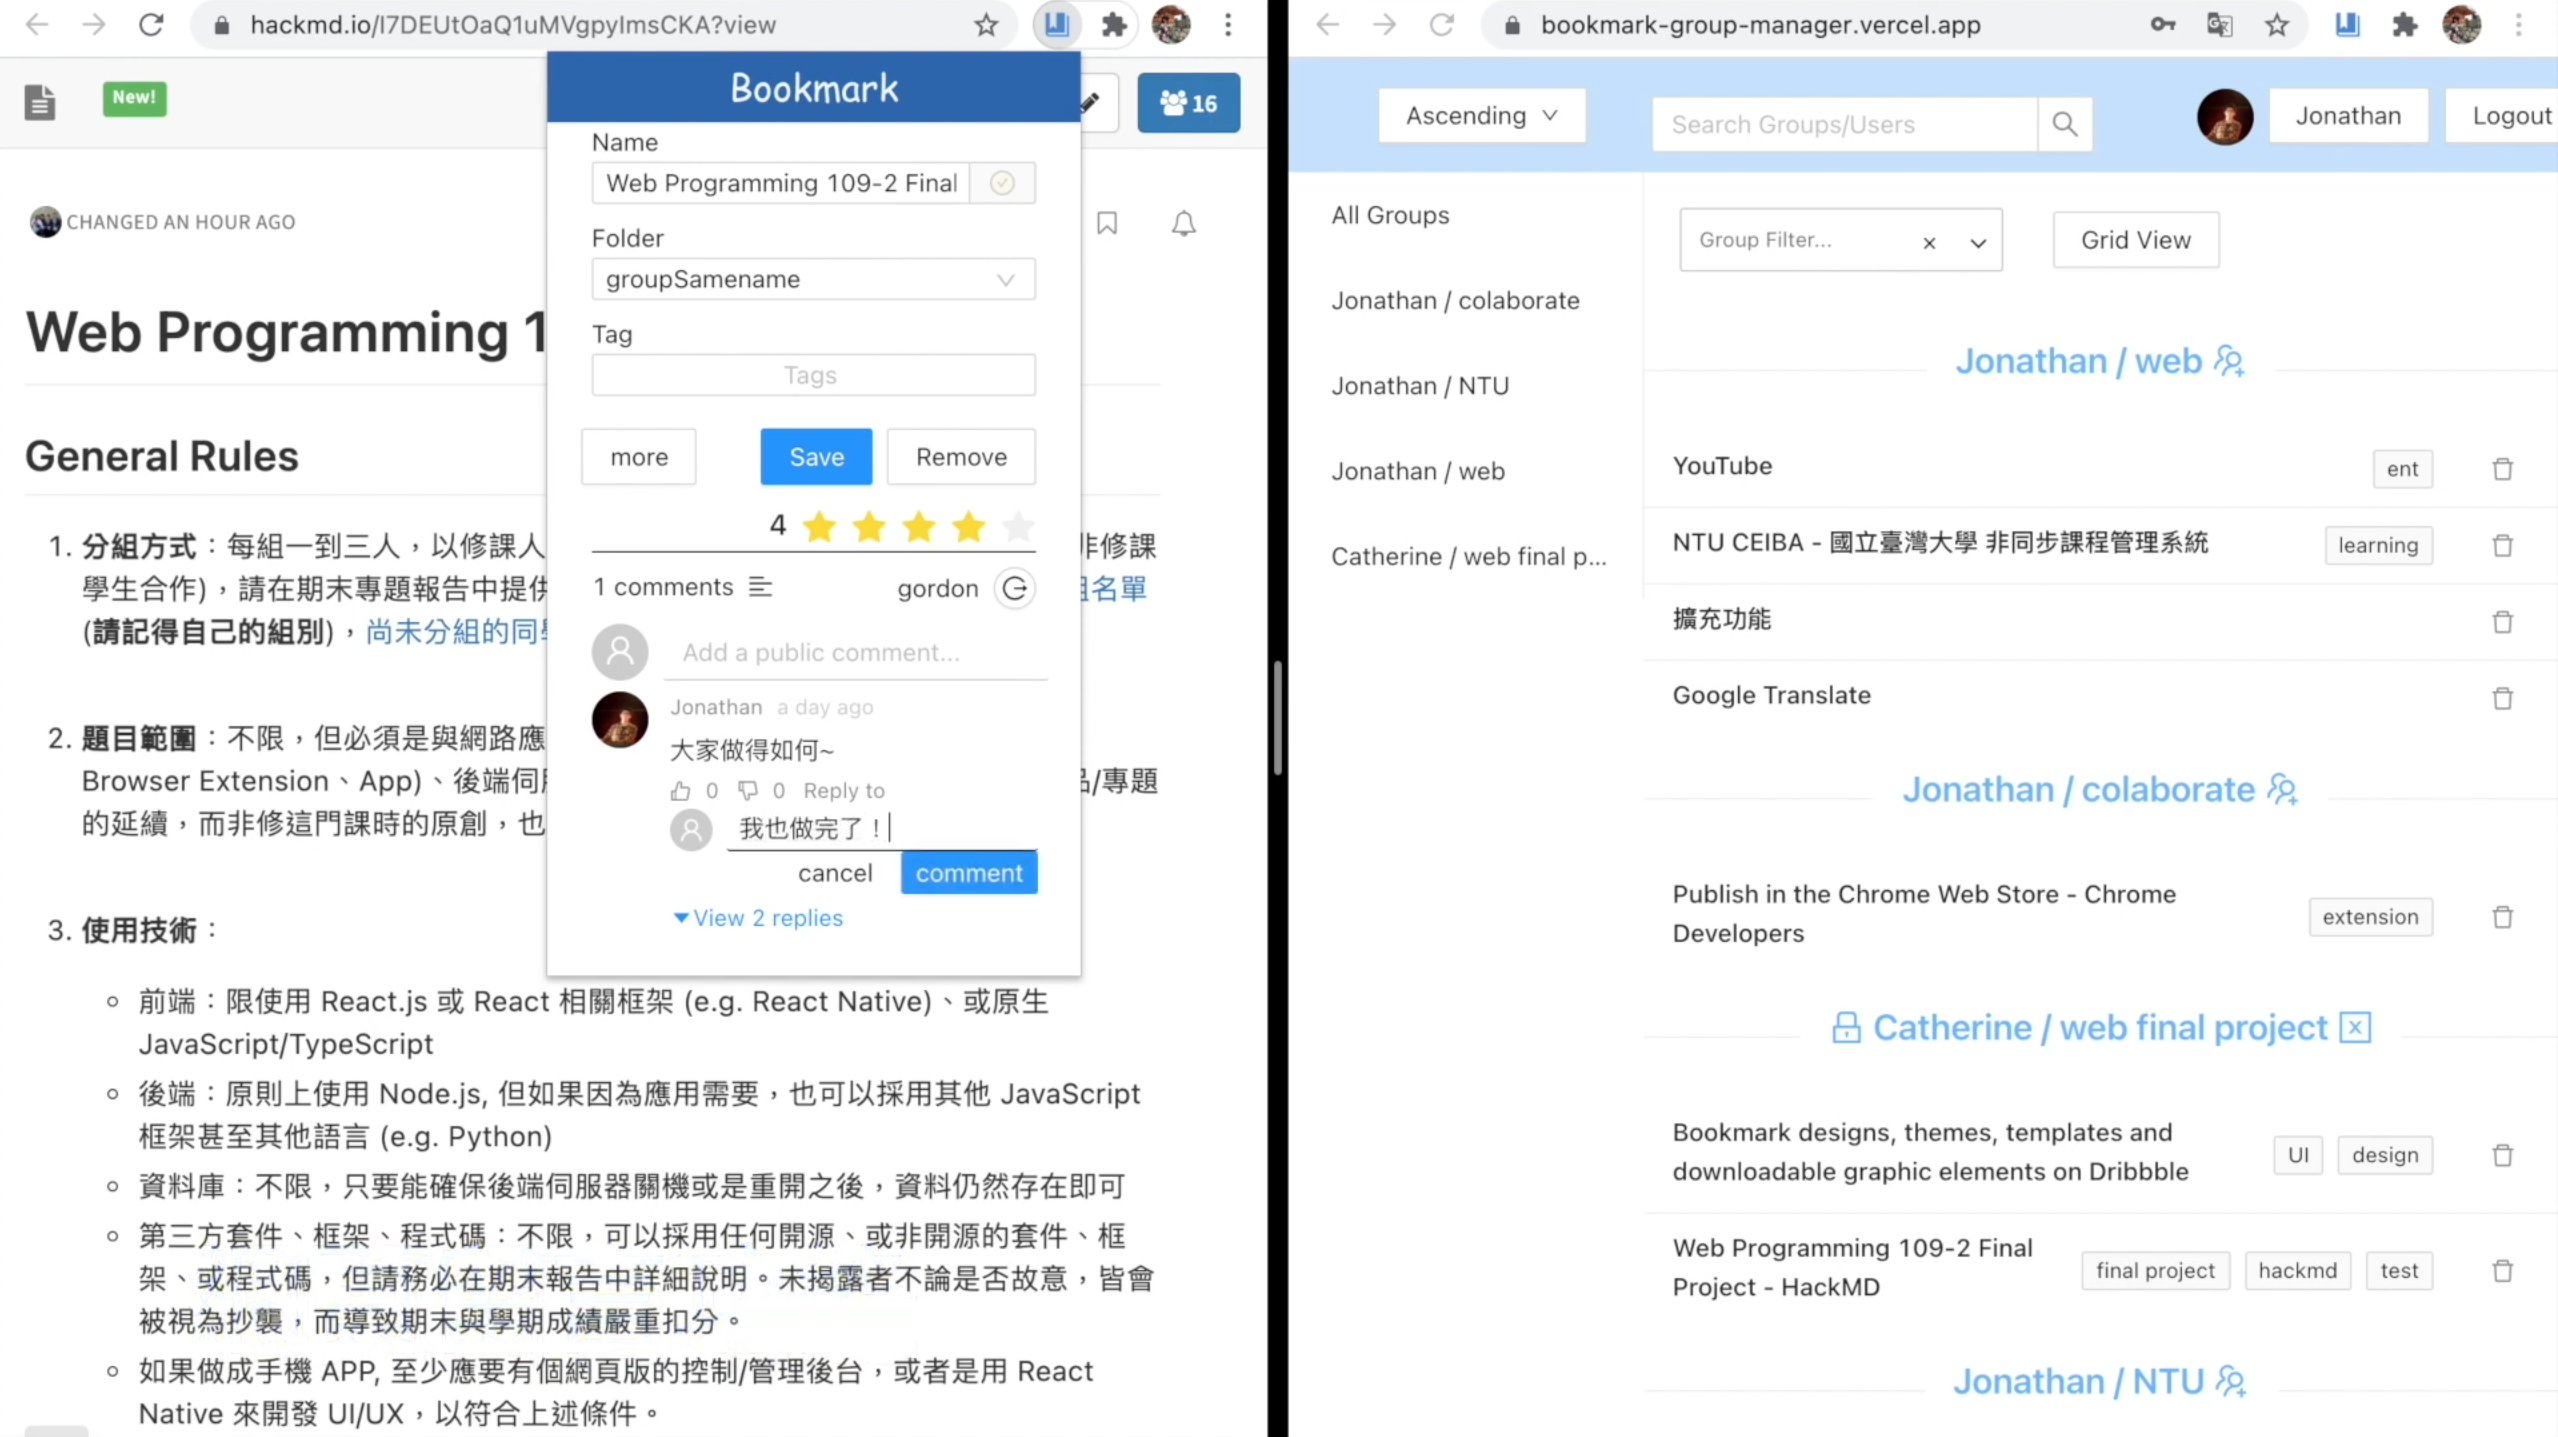 hackmd.io/I7DEUtOaQ1uMVgpyImsCKA?view
New!
16
CHANGED AN HOUR AGO
Web Programming 1
General Rules
1. 分組方式：每組一到三人，以修課人
非修課
學生合作)，請在期末專題報告中提供
名單
(請記得自己的組別)，尚未分組的同學
2. 題目範圍：不限，但必須是與網路應
Browser Extension、App)、後端伺服
品/專題
的延續，而非修這門課時的原創，也
3. 使用技術：
前端：限使用 React.js 或 React 相關框架 (e.g. React Native)、或原生
JavaScript/TypeScript
後端：原則上使用 Node.js, 但如果因為應用需要，也可以採用其他 JavaScript
框架甚至其他語言 (e.g. Python)
資料庫：不限，只要能確保後端伺服器關機或是重開之後，資料仍然存在即可
第三方套件、框架、程式碼：不限，可以採用任何開源、或非開源的套件、框
架、或程式碼，但請務必在期末報告中詳細說明。未揭露者不論是否故意，皆會
被視為抄襲，而導致期末與學期成績嚴重扣分。
如果做成手機 APP, 至少應要有個網頁版的控制/管理後台，或者是用 React
Native 來開發 UI/UX，以符合上述條件。
Bookmark
Name
Web Programming 109-2 Final
Folder
groupSamename
Tag
Tags
more
Save
Remove
4
1 comments
gordon
Add a public comment...
Jonathan a day ago
大家做得如何~
0 0 Reply to
我也做完了！
cancel
comment
View 2 replies
bookmark-group-manager.vercel.app
Ascending
Search Groups/Users
Jonathan
Logout
All Groups
Jonathan / colaborate
Jonathan / NTU
Jonathan / web
Catherine / web final p...
Group Filter...
Grid View
Jonathan / web
YouTube
ent
NTU CEIBA - 國立臺灣大學 非同步課程管理系統
learning
擴充功能
Google Translate
Jonathan / colaborate
Publish in the Chrome Web Store - Chrome
Developers
extension
Catherine / web final project
Bookmark designs, themes, templates and
downloadable graphic elements on Dribbble
UI
design
Web Programming 109-2 Final
Project - HackMD
final project
hackmd
test
Jonathan / NTU